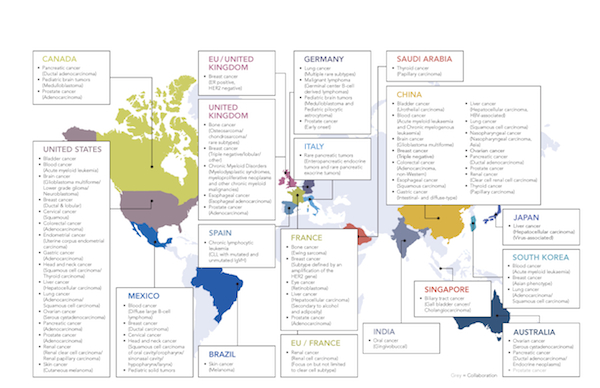 CANADA
• Pancreatic cancer
(Ductal adenocarcinoma)
• Pediatric brain tumors
(Medulloblastoma)
• Prostate cancer
(Adenocarcinoma)
UNITED STATES
• Bladder cancer
• Blood cancer
(Acute myeloid leukemia)
• Brain cancer
(Glioblastoma multiforme/
Lower grade glioma/
Neuroblastoma)
• Breast cancer
(Ductal & lobular)
• Cervical cancer
(Squamous)
• Colorectal cancer
(Adenocarcinoma)
• Endometrial cancer
(Uterine corpus endometrial
carcinoma)
• Gastric cancer
(Adenocarcinoma)
• Head and neck cancer
(Squamous cell carcinoma/
Thyroid carcinoma)
• Liver cancer
(Hepatocellular carcinoma)
• Lung cancer
(Adenocarcinoma/
Squamous cell carcinoma)
• Ovarian cancer
(Serous cystadenocarcinoma)
• Pancreatic cancer
(Adenocarcinoma)
• Prostate cancer
(Adenocarcinoma)
• Renal cancer
(Renal clear cell carcinoma/
Renal papillary carcinoma)
• Skin cancer
(Cutaneous melanoma)
MEXICO
• Blood cancer
(Diffuse large B-cell
lymphoma)
• Breast cancer
(Ductal)
• Cervical cancer
• Head and neck cancer
(Squamous cell carcinoma
of oral cavity/oropharynx/
sinonasal cavity/
hypopharynx/larynx)
• Pediatric solid tumors
EU / UNITED
KINGDOM
• Breast cancer
(ER positive,
HER2 negative)
UNITED
KINGDOM
• Bone cancer
(Osteosarcoma/
chondrosarcoma/
rare subtypes)
• Breast cancer
(Triple negative/lobular/
other)
• Chronic Myeloid Disorders
(Myelodysplastic syndromes,
myeloproliferative neoplasms
and other chronic myeloid
malignancies)
• Esophageal cancer
(Esophageal adenocarcinoma)
• Prostate cancer
(Adenocarcinoma)
SPAIN
• Chronic lymphocytic
leukemia
(CLL with mutated and
unmutated IgVH)
BRAZIL
• Skin cancer
(Melanoma)
GERMANY
• Lung cancer
(Multiple rare subtypes)
• Malignant lymphoma
(Germinal center B-cell
derived lymphomas)
• Pediatric brain tumors
(Medulloblastoma and
Pediatric pilocytic
astrocytoma)
• Prostate cancer
(Early onset)
ITALY
• Rare pancreatic tumors
(Enteropancreatic endocrine
tumors and rare pancreatic
exocrine tumors)
FRANCE
• Bone cancer
(Ewing sarcoma)
• Breast cancer
(Subtype defined by an
amplification of the
HER2 gene)
• Eye cancer
(Retinoblastoma)
• Liver cancer
(Hepatocellular carcinoma)
(Secondary to alcohol
and adiposity)
• Prostate cancer
(Adenocarcinoma)
EU / FRANCE
• Renal cancer
(Renal cell carcinoma)
(Focus on but not limited
to clear cell subtype)
SAUDI ARABIA
• Thyroid cancer
(Papillary carcinoma)
CHINA
• Bladder cancer
(Urothelial carcinoma)
• Blood cancer
(Acute myeloid leukaemia
and Chronic myelogenous
leukaemia)
• Brain cancer
(Glioblastoma multiforme)
• Breast cancer
(Triple negative)
• Colorectal cancer
(Adenocarcinoma,
non-Western)
• Esophageal cancer
(Squamous carcinoma)
• Gastric cancer
(Intestinal- and diffuse-type)
• Liver cancer
(Hepatocellular carcinoma,
HBV-associated)
• Lung cancer
(Squamous cell carcinoma)
• Nasopharyngeal cancer
(Nasopharyngeal carcinoma,
Asia)
• Ovarian cancer
• Pancreatic cancer
(Ductal adenocarcinoma)
• Prostate cancer
• Renal cancer
(Clear renal cell carcinoma)
• Thyroid cancer
(Papillary carcinoma)
INDIA
• Oral cancer
(Gingivobuccal)
SINGAPORE
• Biliary tract cancer
(Gall bladder cancer/
Cholangiocarcinoma)
JAPAN
• Liver cancer
(Hepatocellular carcinoma)
(Virus-associated)
SOUTH KOREA
• Blood cancer
(Acute myeloid leukaemia)
• Breast cancer
(Asian phenotype)
• Lung cancer
(Adenocarcinoma/
Squamous cell carcinoma)
AUSTRALIA
• Ovarian cancer
(Serous cystadenocarcinoma)
• Pancreatic cancer
(Ductal adenocarcinoma/
Endocrine neoplasms)
• Prostate cancer
Grey = Collaboration